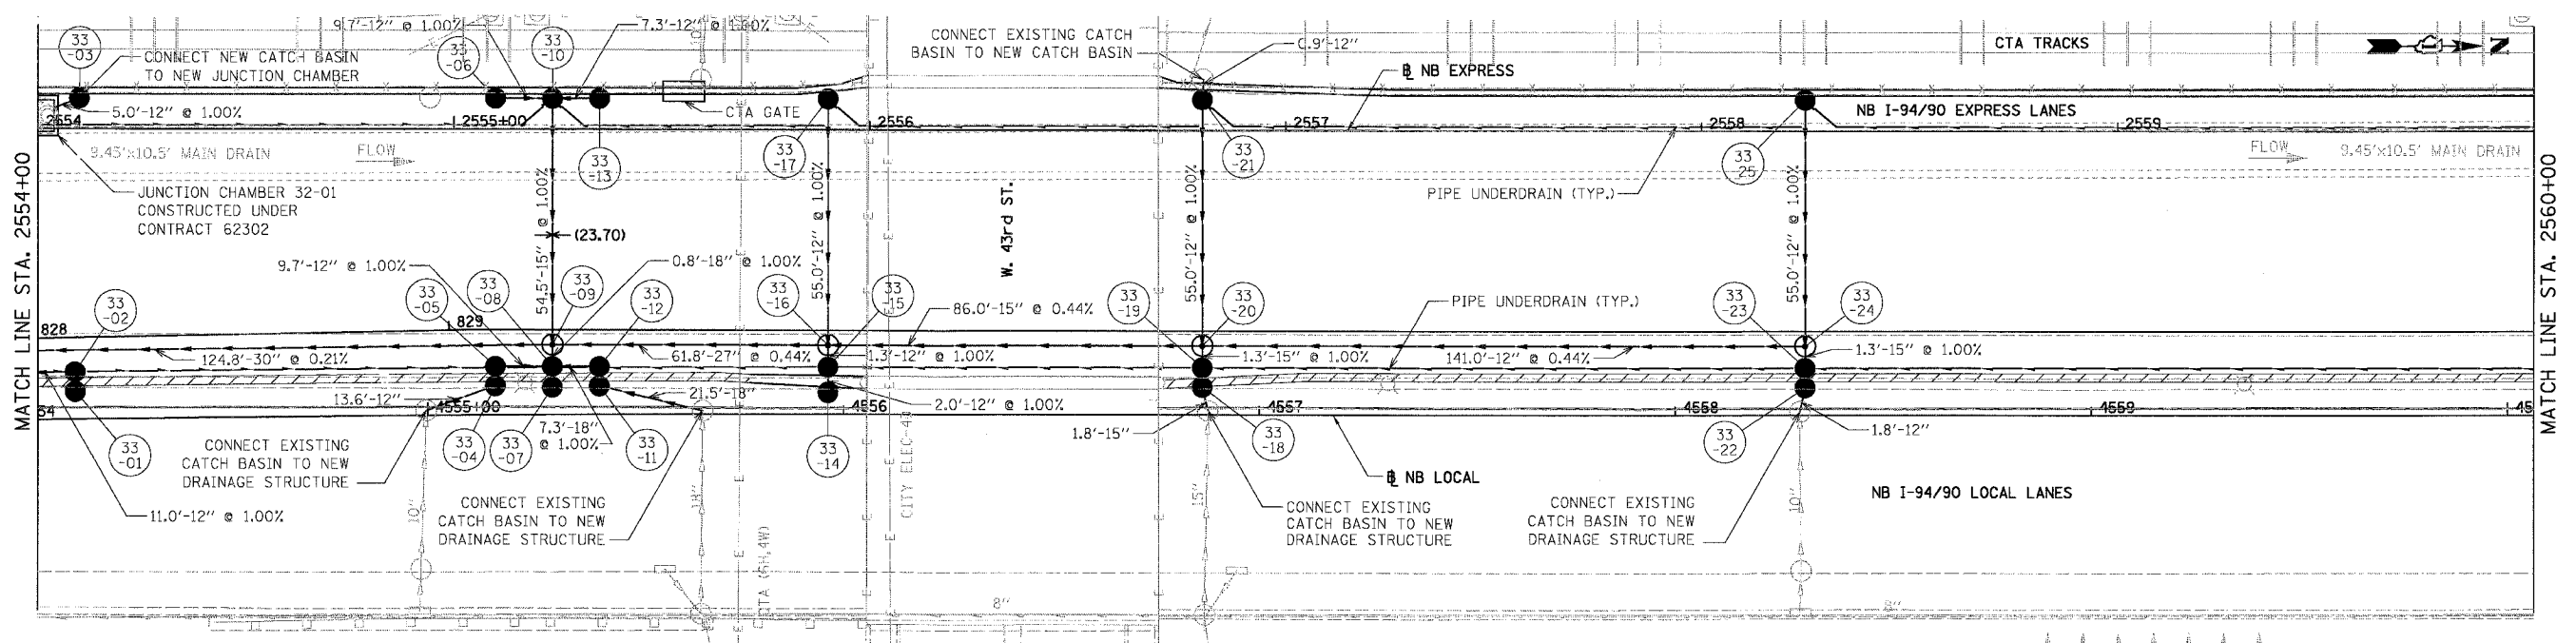 MATCH LINE STA. 2554+00
33
-03
CONNECT NEW CATCH BASIN
TO NEW JUNCTION CHAMBER
9.7'-12" @ 1.00%
33
-06
33
-10
7.3'-12" @ 1.00%
CONNECT EXISTING CATCH
BASIN TO NEW CATCH BASIN
0.9'-12"
℄ NB EXPRESS
CTA TRACKS
N
5.0'-12" @ 1.00%
2554
2555+00
CTA GATE
2556
2557
2558
NB I-94/90 EXPRESS LANES
2559
9.45'x10.5' MAIN DRAIN
FLOW
33
-13
33
-17
33
-21
33
-25
FLOW
9.45'x10.5' MAIN DRAIN
JUNCTION CHAMBER 32-01
CONSTRUCTED UNDER
CONTRACT 62302
54.5'-15" @ 1.00%
(23.70)
55.0'-12" @ 1.00%
W. 43rd ST.
55.0'-12" @ 1.00%
PIPE UNDERDRAIN (TYP.)
55.0'-12" @ 1.00%
9.7'-12" @ 1.00%
0.8'-18" @ 1.00%
33
-02
33
-05
33
-08
33
-09
33
-12
33
-16
33
-15
86.0'-15" @ 0.44%
33
-19
33
-20
PIPE UNDERDRAIN (TYP.)
33
-23
33
-24
828
829
124.8'-30" @ 0.21%
61.8'-27" @ 0.44%
1.3'-12" @ 1.00%
1.3'-15" @ 1.00%
141.0'-12" @ 0.44%
1.3'-15" @ 1.00%
13.6'-12"
21.5'-18"
2.0'-12" @ 1.00%
54
4555+00
4556
4557
4558
4559
45
33
-01
33
-04
33
-07
7.3'-18"
@ 1.00%
33
-11
33
-14
1.8'-15"
33
-18
33
-22
1.8'-12"
CONNECT EXISTING
CATCH BASIN TO NEW
DRAINAGE STRUCTURE
11.0'-12" @ 1.00%
10"
CONNECT EXISTING
CATCH BASIN TO NEW
DRAINAGE STRUCTURE
18"
15"
CONNECT EXISTING
CATCH BASIN TO NEW
DRAINAGE STRUCTURE
℄ NB LOCAL
CONNECT EXISTING
CATCH BASIN TO NEW
DRAINAGE STRUCTURE
10"
NB I-94/90 LOCAL LANES
8"
8"
MATCH LINE STA. 2560+00